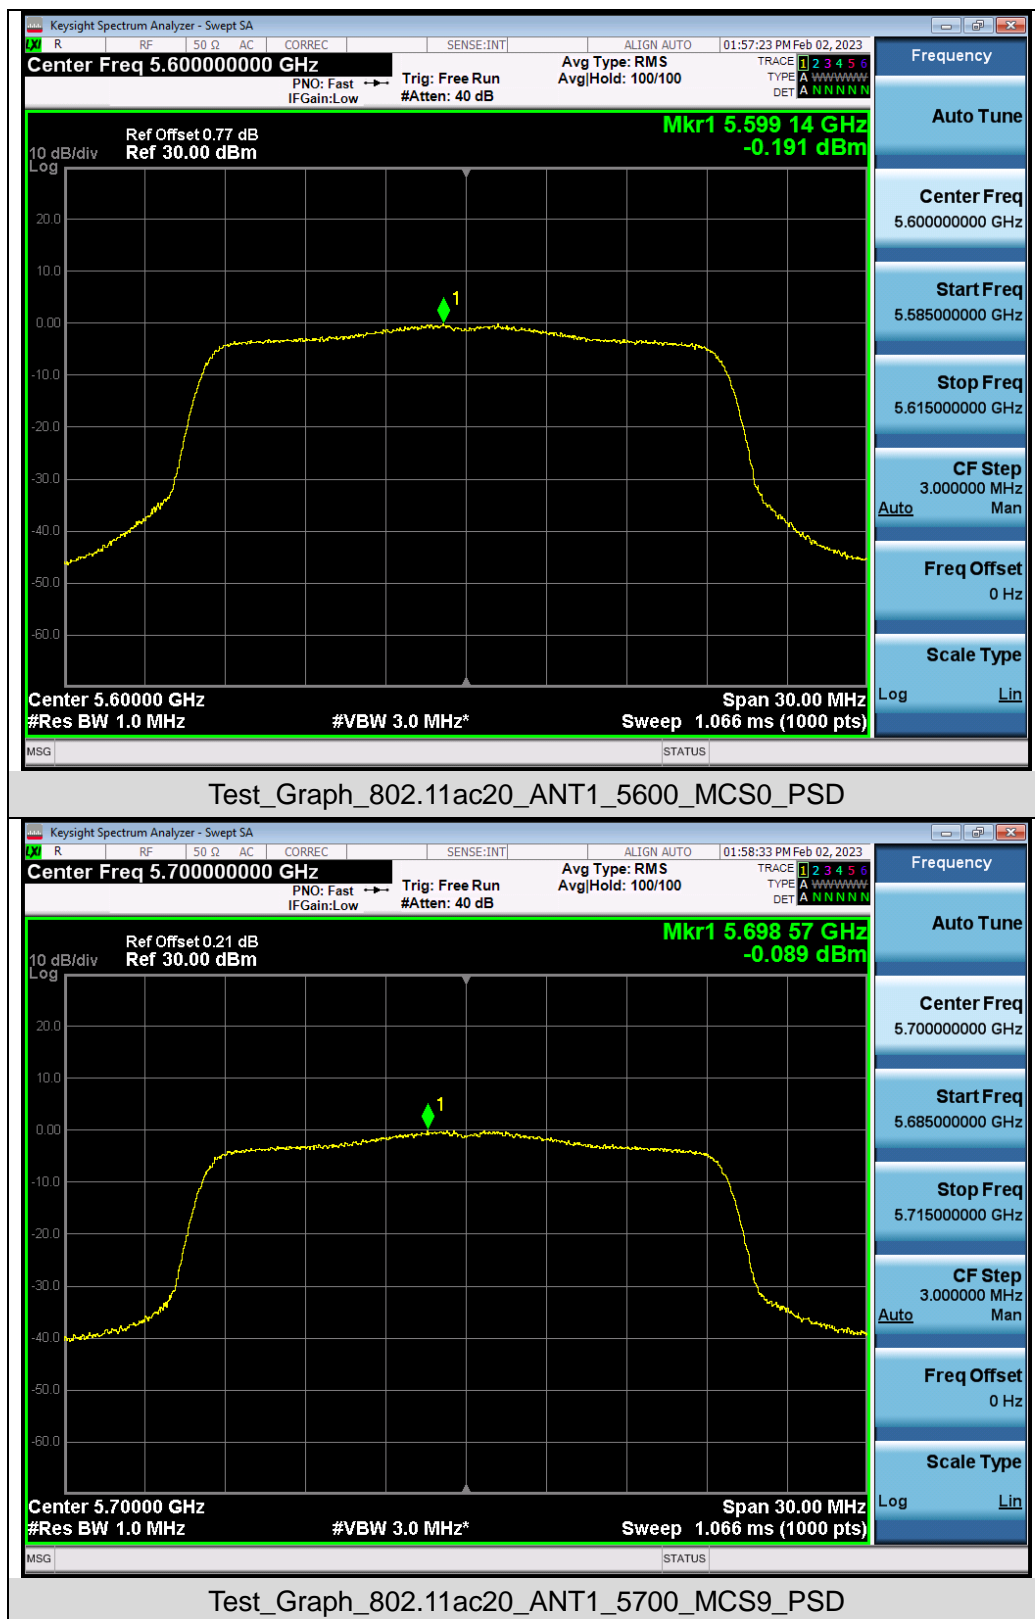 Keysight Spectrum Analyzer - Swept SA
LXI R RF 50 Ω AC CORREC SENSE:INT ALIGN AUTO 01:57:23 PM Feb 02, 2023
Center Freq 5.600000000 GHz
PNO: Fast
IFGain:Low
Trig: Free Run
#Atten: 40 dB
Avg Type: RMS
Avg|Hold: 100/100
TRACE 1 2 3 4 5 6
TYPE A WWWWW
DET A N N N N N
Frequency
Ref Offset 0.77 dB
10 dB/div Ref 30.00 dBm
Log
Mkr1 5.599 14 GHz
-0.191 dBm
20.0
10.0
0.00
-10.0
-20.0
-30.0
-40.0
-50.0
-60.0
1
Center 5.60000 GHz
#Res BW 1.0 MHz
#VBW 3.0 MHz*
Span 30.00 MHz
Sweep 1.066 ms (1000 pts)
Auto Tune
Center Freq
5.600000000 GHz
Start Freq
5.585000000 GHz
Stop Freq
5.615000000 GHz
CF Step
3.000000 MHz
Auto Man
Freq Offset
0 Hz
Scale Type
Log Lin
MSG STATUS
Test_Graph_802.11ac20_ANT1_5600_MCS0_PSD
Keysight Spectrum Analyzer - Swept SA
LXI R RF 50 Ω AC CORREC SENSE:INT ALIGN AUTO 01:58:33 PM Feb 02, 2023
Center Freq 5.700000000 GHz
PNO: Fast
IFGain:Low
Trig: Free Run
#Atten: 40 dB
Avg Type: RMS
Avg|Hold: 100/100
TRACE 1 2 3 4 5 6
TYPE A WWWWW
DET A N N N N N
Frequency
Ref Offset 0.21 dB
10 dB/div Ref 30.00 dBm
Log
Mkr1 5.698 57 GHz
-0.089 dBm
20.0
10.0
0.00
-10.0
-20.0
-30.0
-40.0
-50.0
-60.0
1
Center 5.70000 GHz
#Res BW 1.0 MHz
#VBW 3.0 MHz*
Span 30.00 MHz
Sweep 1.066 ms (1000 pts)
Auto Tune
Center Freq
5.700000000 GHz
Start Freq
5.685000000 GHz
Stop Freq
5.715000000 GHz
CF Step
3.000000 MHz
Auto Man
Freq Offset
0 Hz
Scale Type
Log Lin
MSG STATUS
Test_Graph_802.11ac20_ANT1_5700_MCS9_PSD